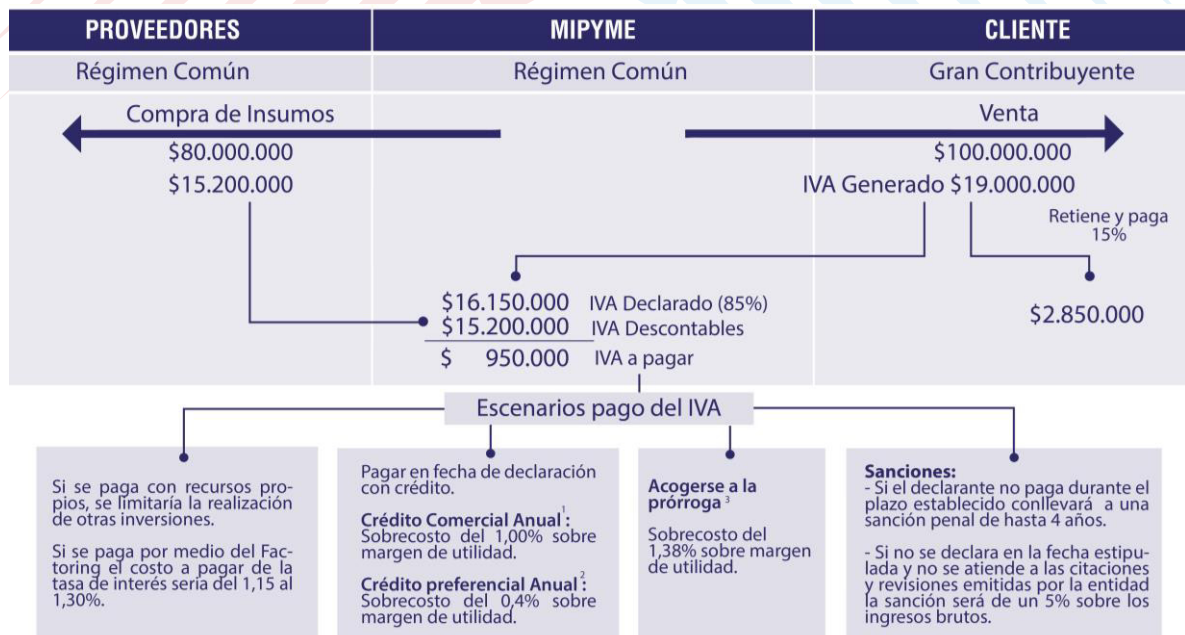 PROVEEDORES
MIPYME
CLIENTE
Régimen Común
Régimen Común
Gran Contribuyente
Compra de Insumos
$80.000.000
$15.200.000
Venta
$100.000.000
IVA Generado $19.000.000
Retiene y paga
15%
$2.850.000
$16.150.000 IVA Declarado (85%)
$15.200.000 IVA Descontables
$ 950.000 IVA a pagar
Escenarios pago del IVA
Si se paga con recursos pro-
pios, se limitaría la realización
de otras inversiones.
Si se paga por medio del Fac-
toring el costo a pagar de la
tasa de interés sería del 1,15 al
1,30%.
Pagar en fecha de declaración
con crédito.
Crédito Comercial Anual¹:
Sobrecosto del 1,00% sobre
margen de utilidad.
Crédito preferencial Anual²:
Sobrecosto del 0,4% sobre
margen de utilidad.
Acogerse a la
prórroga ³
Sobrecosto del
1,38% sobre margen
de utilidad.
Sanciones:
- Si el declarante no paga durante el
plazo establecido conllevará a una
sanción penal de hasta 4 años.
- Si no se declara en la fecha estipu-
lada y no se atiende a las citaciones
y revisiones emitidas por la entidad
la sanción será de un 5% sobre los
ingresos brutos.